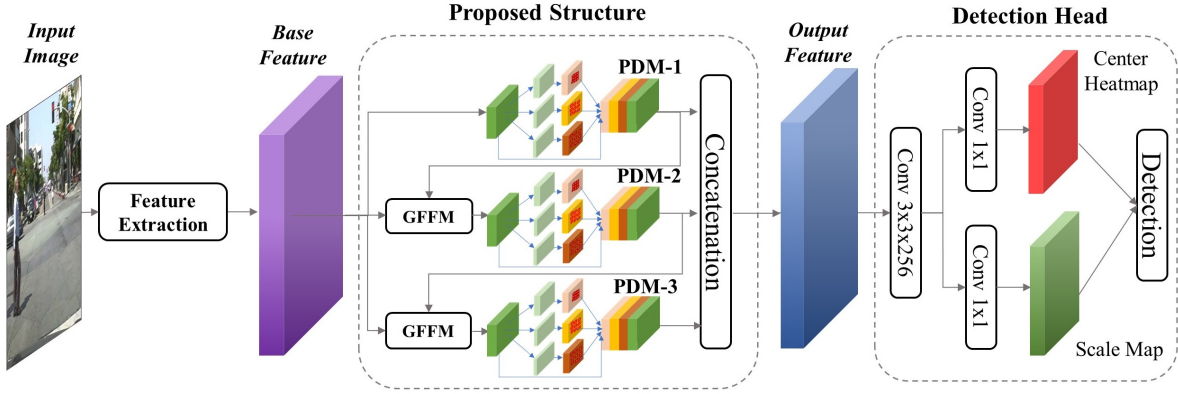 Input
Image
Feature
Extraction
Base
Feature
Proposed Structure
PDM-1
PDM-2
GFFM
PDM-3
GFFM
Concatenation
Output
Feature
Detection Head
Conv 3x3x256
Conv 1x1
Conv 1x1
Center
Heatmap
Scale Map
Detection